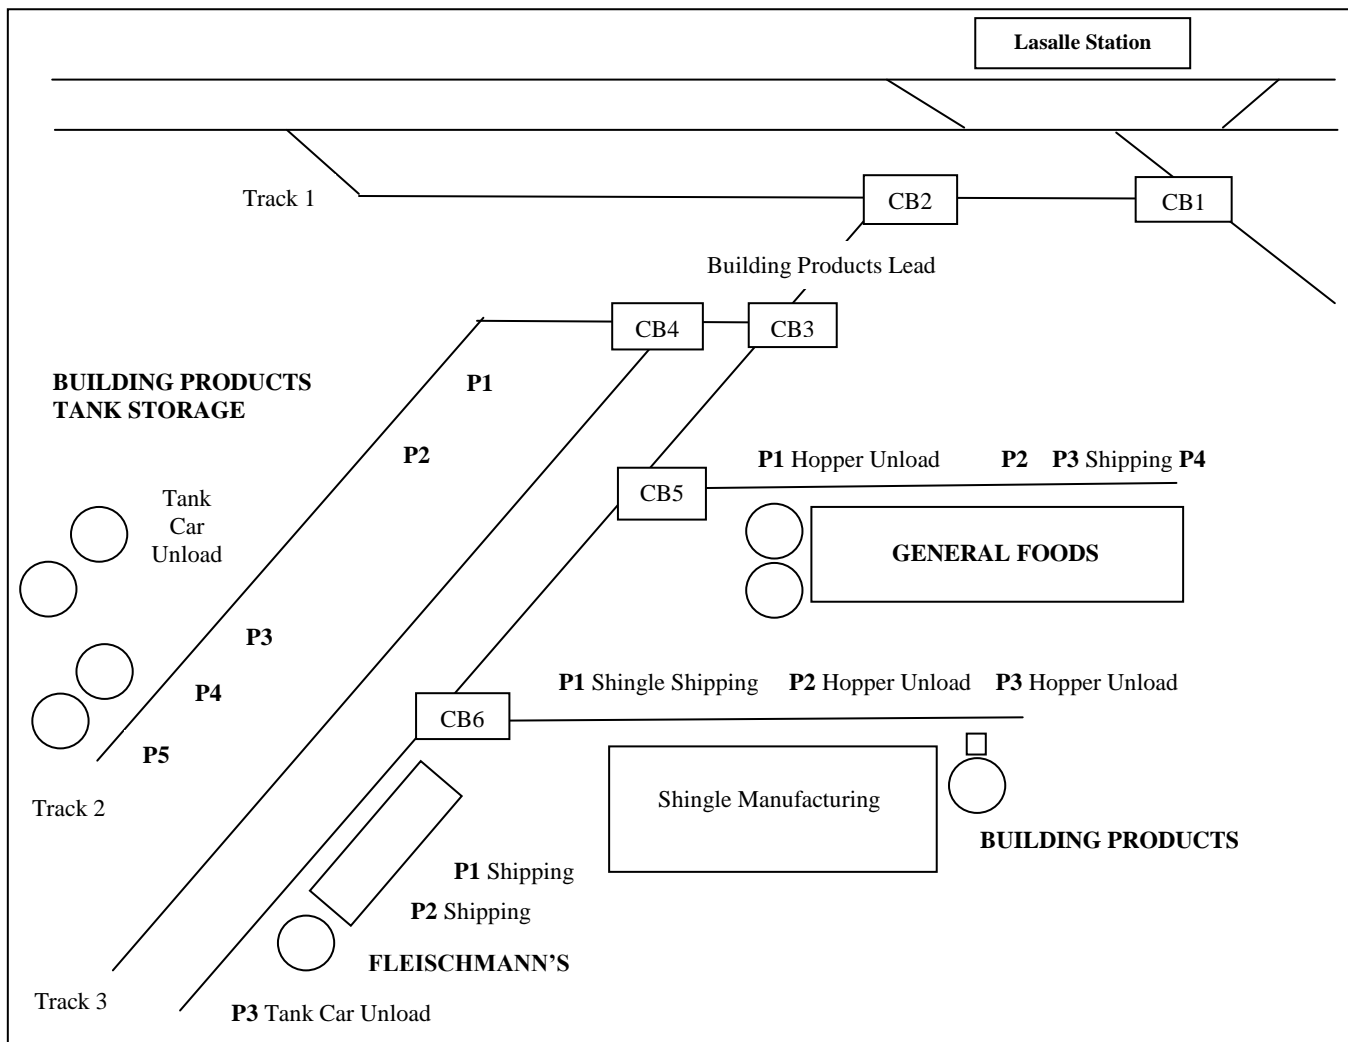 Lasalle Station
Track 1
CB2
CB1
Building Products Lead
CB4
CB3
BUILDING PRODUCTS
TANK STORAGE
P1
P2
P1 Hopper Unload P2 P3 Shipping P4
Tank
Car
Unload
CB5
GENERAL FOODS
P3
P4
P1 Shingle Shipping P2 Hopper Unload P3 Hopper Unload
CB6
P5
Track 2
Shingle Manufacturing
BUILDING PRODUCTS
P1 Shipping
P2 Shipping
FLEISCHMANN'S
Track 3
P3 Tank Car Unload